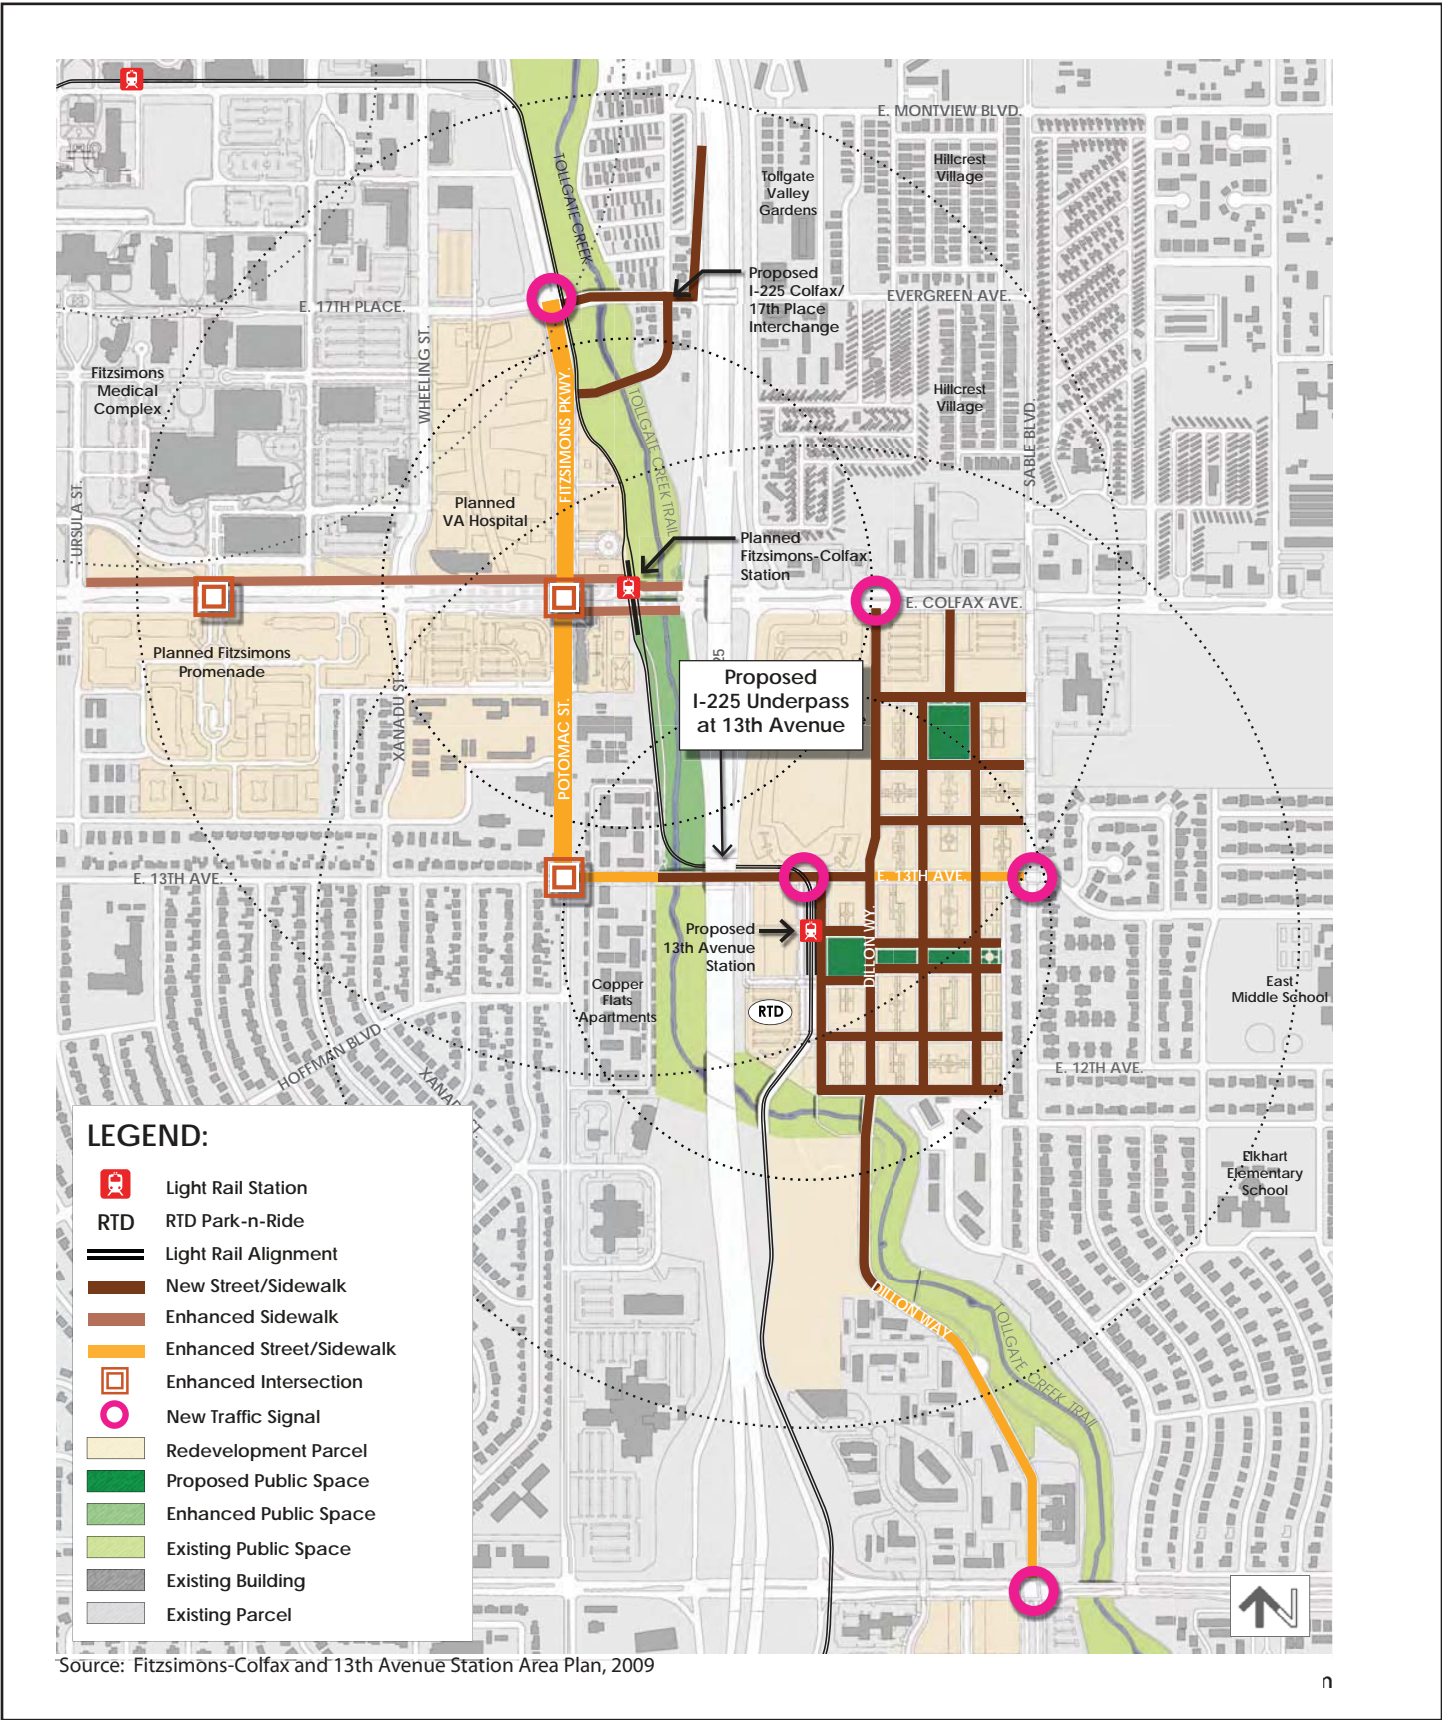 E. MONTVIEW BLVD.
Hillcrest
Village
Tollgate
Valley
Gardens
TOLLGATE CREEK
Proposed
I-225 Colfax/
17th Place
Interchange
EVERGREEN AVE.
E. 17TH PLACE.
WHEELING ST.
Fitzsimons
Medical
Complex
FITZSIMONS PKWY.
TOLLGATE CREEK TRAIL
Hillcrest
Village
SABLE BLVD.
URSULA ST.
Planned
VA Hospital
Planned
Fitzsimons-Colfax
Station
E. COLFAX AVE.
Planned Fitzsimons
Promenade
XANADU ST.
POTOMAC ST.
25
Proposed
I-225 Underpass
at 13th Avenue
E. 13TH AVE.
E. 13TH AVE.
Proposed
13th Avenue
Station
DILLON WY.
Copper
Flats
Apartments
RTD
East
Middle School
HOFFMAN BLVD.
XANADU ST.
E. 12TH AVE.
Elkhart
Elementary
School
DILLON WAY
TOLLGATE CREEK TRAIL
LEGEND:
Light Rail Station
RTD RTD Park-n-Ride
Light Rail Alignment
New Street/Sidewalk
Enhanced Sidewalk
Enhanced Street/Sidewalk
Enhanced Intersection
New Traffic Signal
Redevelopment Parcel
Proposed Public Space
Enhanced Public Space
Existing Public Space
Existing Building
Existing Parcel
N
Source: Fitzsimons-Colfax and 13th Avenue Station Area Plan, 2009